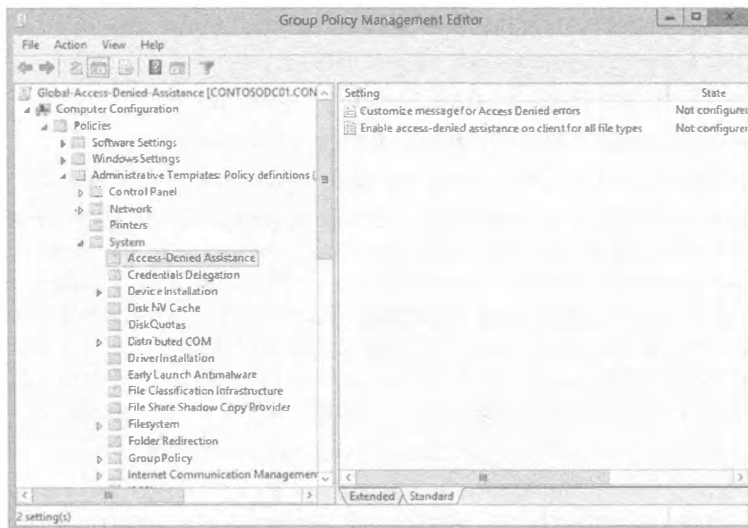 Group Policy Management Editor
File Action View Help
Global-Access-Denied-Assistance [CONTOSODC01.CON
Computer Configuration
Policies
Software Settings
Windows Settings
Administrative Templates: Policy definitions (
Control Panel
Network
Printers
System
Access-Denied Assistance
Credentials Delegation
Device Installation
Disk NV Cache
Disk Quotas
Distributed COM
Driver Installation
Early Launch Antimalware
File Classification Infrastructure
File Share Shadow Copy Provider
Filesystem
Folder Redirection
Group Policy
Internet Communication Managemen
Setting State
Customize message for Access Denied errors Not configured
Enable access-denied assistance on client for all file types Not configured
Extended Standard
2 setting(s)